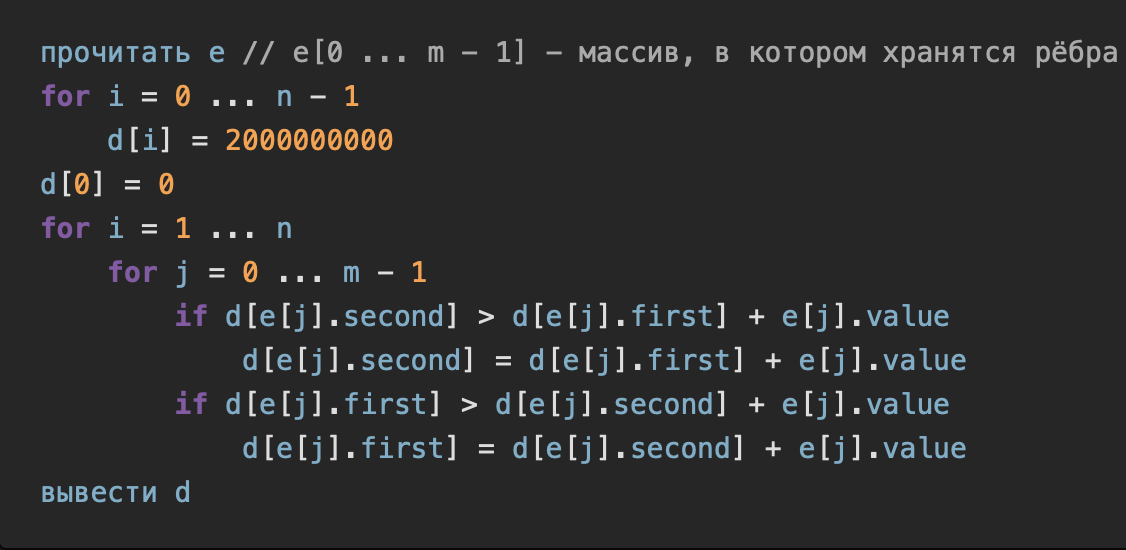 прочитать e // e[0 ... m - 1] - массив, в котором хранятся рёбра
for i = 0 ... n - 1
    d[i] = 2000000000
d[0] = 0
for i = 1 ... n
    for j = 0 ... m - 1
        if d[e[j].second] > d[e[j].first] + e[j].value
            d[e[j].second] = d[e[j].first] + e[j].value
        if d[e[j].first] > d[e[j].second] + e[j].value
            d[e[j].first] = d[e[j].second] + e[j].value
вывести d